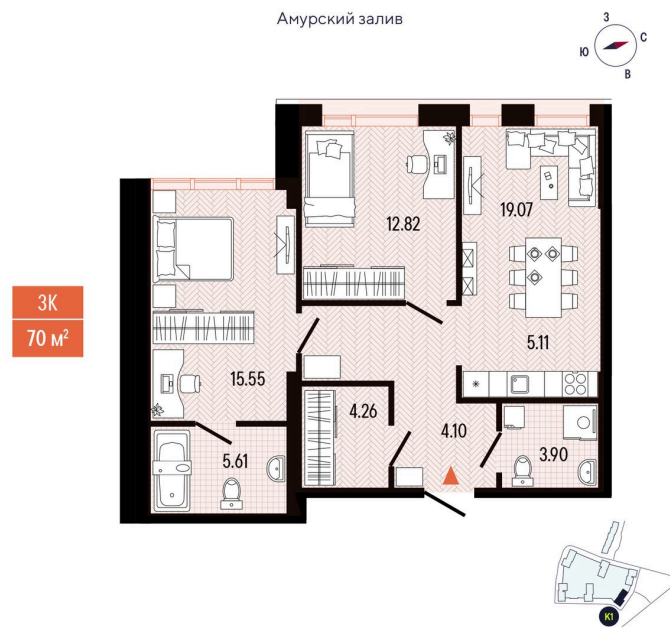 Амурский залив
З
С
Ю
В
19.07
12.82
3К
70 м²
5.11
15.55
4.26
4.10
5.61
3.90
К1